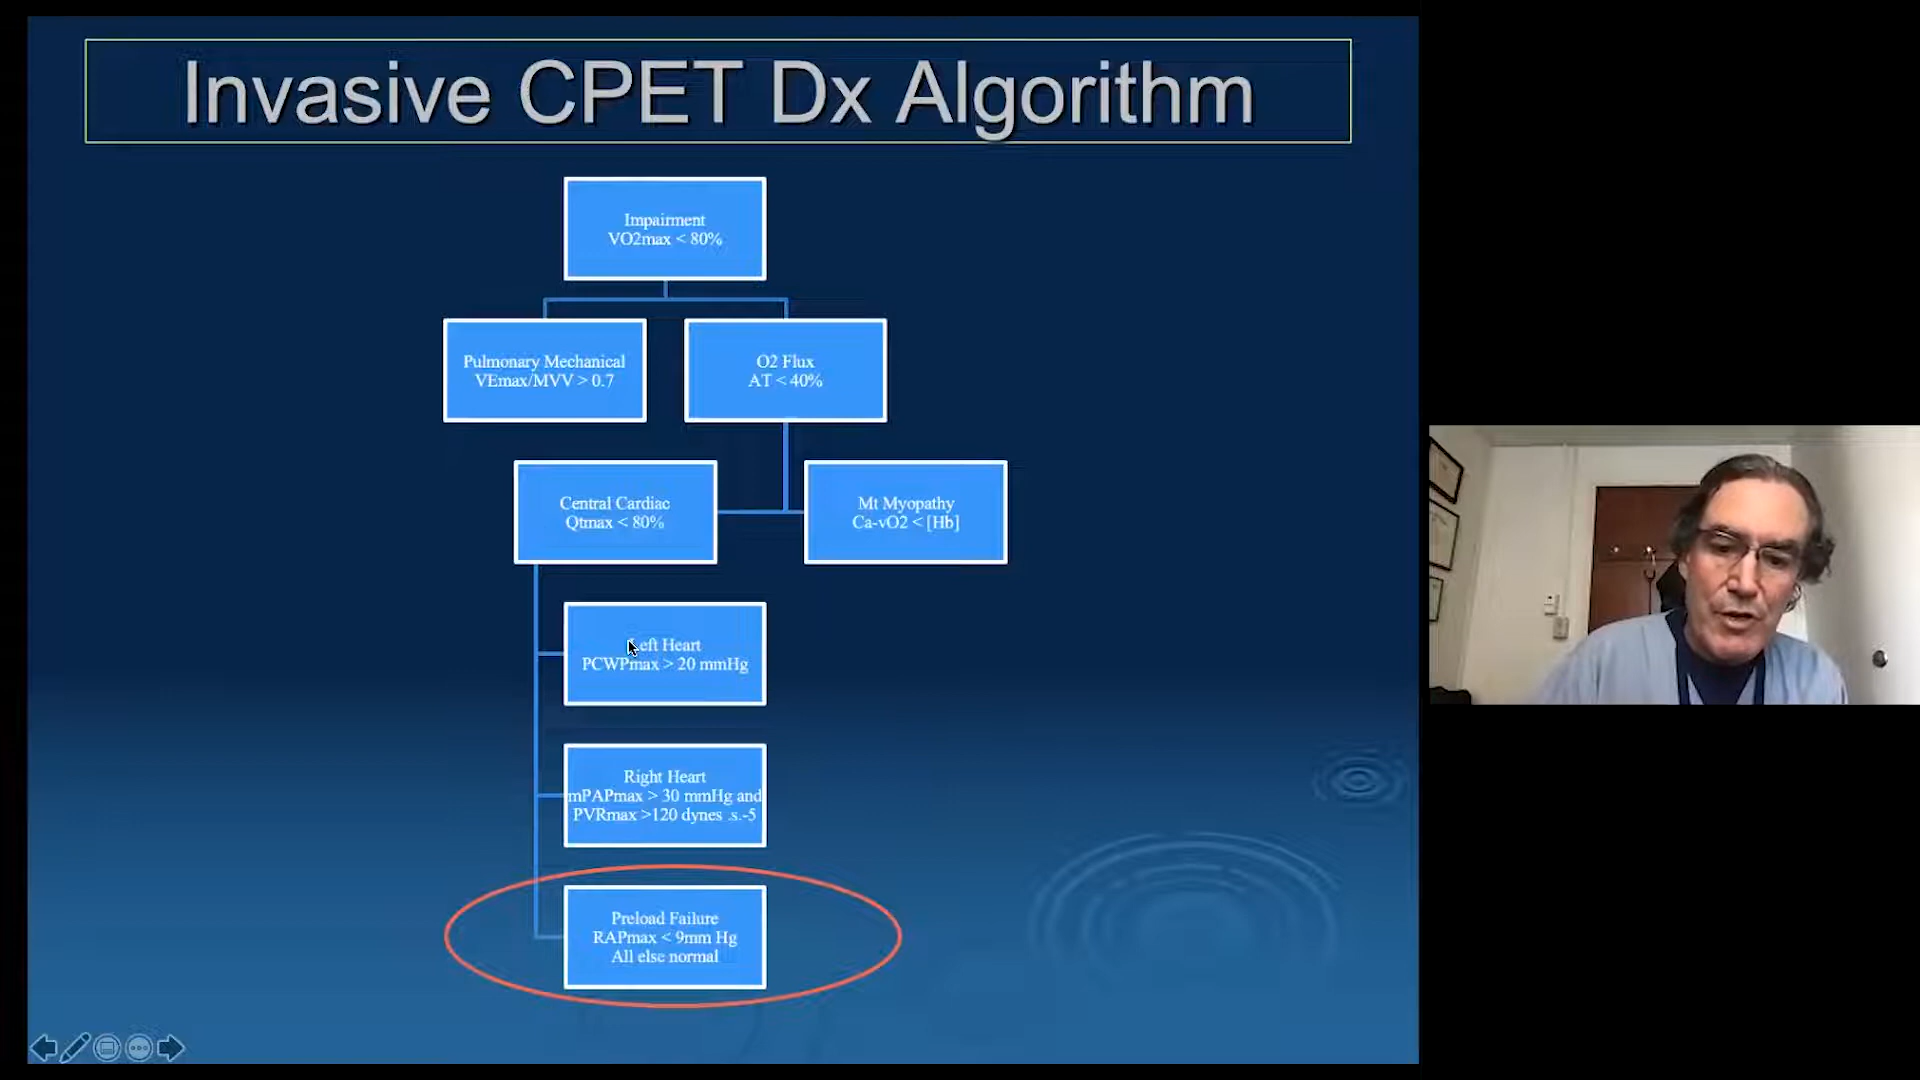 Invasive CPET Dx Algorithm
Impairment
VO2max < 80%
Pulmonary Mechanical
VEmax/MVV > 0.7
O2 Flux
AT < 40%
Central Cardiac
Qtmax < 80%
Mt Myopathy
Ca-vO2 < [Hb]
Left Heart
PCWPmax > 20 mmHg
Right Heart
mPAPmax > 30 mmHg and
PVRmax >120 dynes .s.-5
Preload Failure
RAPmax < 9mm Hg
All else normal